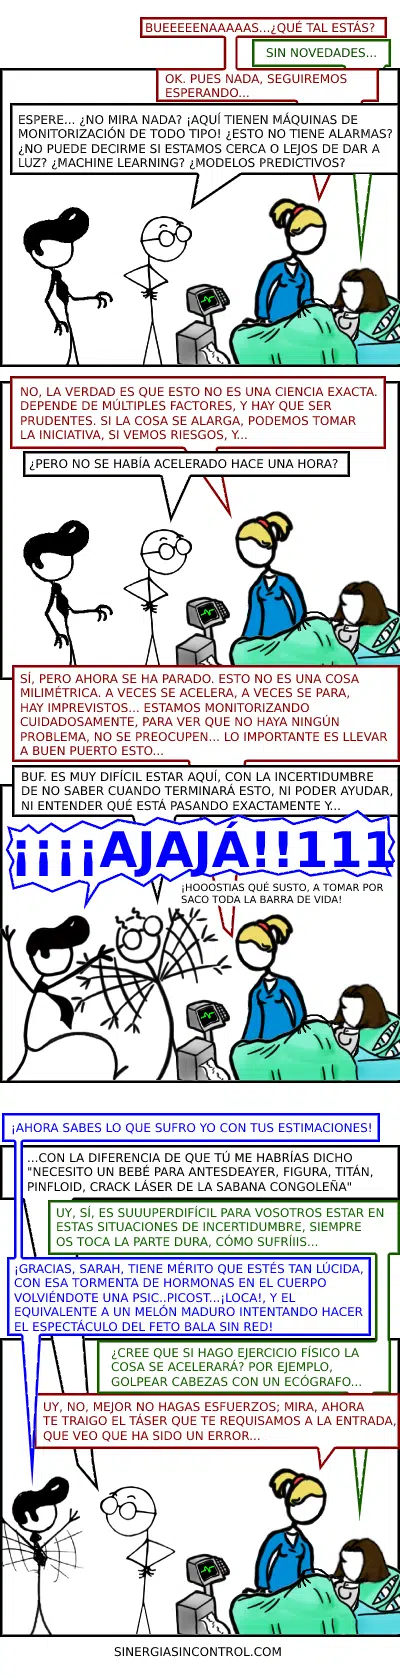 BUEEEEENAAAAAS...¿QUÉ TAL ESTÁS?
SIN NOVEDADES...
OK. PUES NADA, SEGUIREMOS
ESPERANDO...
ESPERE... ¿NO MIRA NADA? ¡AQUÍ TIENEN MÁQUINAS DE
MONITORIZACIÓN DE TODO TIPO! ¿ESTO NO TIENE ALARMAS?
¿NO PUEDE DECIRME SI ESTAMOS CERCA O LEJOS DE DAR A
LUZ? ¿MACHINE LEARNING? ¿MODELOS PREDICTIVOS?
NO, LA VERDAD ES QUE ESTO NO ES UNA CIENCIA EXACTA.
DEPENDE DE MÚLTIPLES FACTORES, Y HAY QUE SER
PRUDENTES. SI LA COSA SE ALARGA, PODEMOS TOMAR
LA INICIATIVA, SI VEMOS RIESGOS, Y...
¿PERO NO SE HABÍA ACELERADO HACE UNA HORA?
SÍ, PERO AHORA SE HA PARADO. ESTO NO ES UNA COSA
MILIMÉTRICA. A VECES SE ACELERA, A VECES SE PARA,
HAY IMPREVISTOS... ESTAMOS MONITORIZANDO
CUIDADOSAMENTE, PARA VER QUE NO HAYA NINGÚN
PROBLEMA, NO SE PREOCUPEN... LO IMPORTANTE ES LLEVAR
A BUEN PUERTO ESTO...
BUF. ES MUY DIFÍCIL ESTAR AQUÍ, CON LA INCERTIDUMBRE
DE NO SABER CUANDO TERMINARÁ ESTO, NI PODER AYUDAR,
NI ENTENDER QUÉ ESTÁ PASANDO EXACTAMENTE Y...
¡¡¡¡AJAJÁ!!111
¡HOOOSTIAS QUÉ SUSTO, A TOMAR POR
SACO TODA LA BARRA DE VIDA!
¡AHORA SABES LO QUE SUFRO YO CON TUS ESTIMACIONES!
...CON LA DIFERENCIA DE QUE TÚ ME HABRÍAS DICHO
"NECESITO UN BEBÉ PARA ANTESDEAYER, FIGURA, TITÁN,
PINFLOID, CRACK LÁSER DE LA SABANA CONGOLEÑA"
UY, SÍ, ES SUUUPERDIFÍCIL PARA VOSOTROS ESTAR EN
ESTAS SITUACIONES DE INCERTIDUMBRE, SIEMPRE
OS TOCA LA PARTE DURA, CÓMO SUFRÍIIS...
¡GRACIAS, SARAH, TIENE MÉRITO QUE ESTÉS TAN LÚCIDA,
CON ESA TORMENTA DE HORMONAS EN EL CUERPO
VOLVIÉNDOTE UNA PSIC..PICOST...¡LOCA!, Y EL
EQUIVALENTE A UN MELÓN MADURO INTENTANDO HACER
EL ESPECTÁCULO DEL FETO BALA SIN RED!
¿CREE QUE SI HAGO EJERCICIO FÍSICO LA
COSA SE ACELERARÁ? POR EJEMPLO,
GOLPEAR CABEZAS CON UN ECÓGRAFO...
UY, NO, MEJOR NO HAGAS ESFUERZOS; MIRA, AHORA
TE TRAIGO EL TÁSER QUE TE REQUISAMOS A LA ENTRADA,
QUE VEO QUE HA SIDO UN ERROR...
SINERGIASINCONTROL.COM